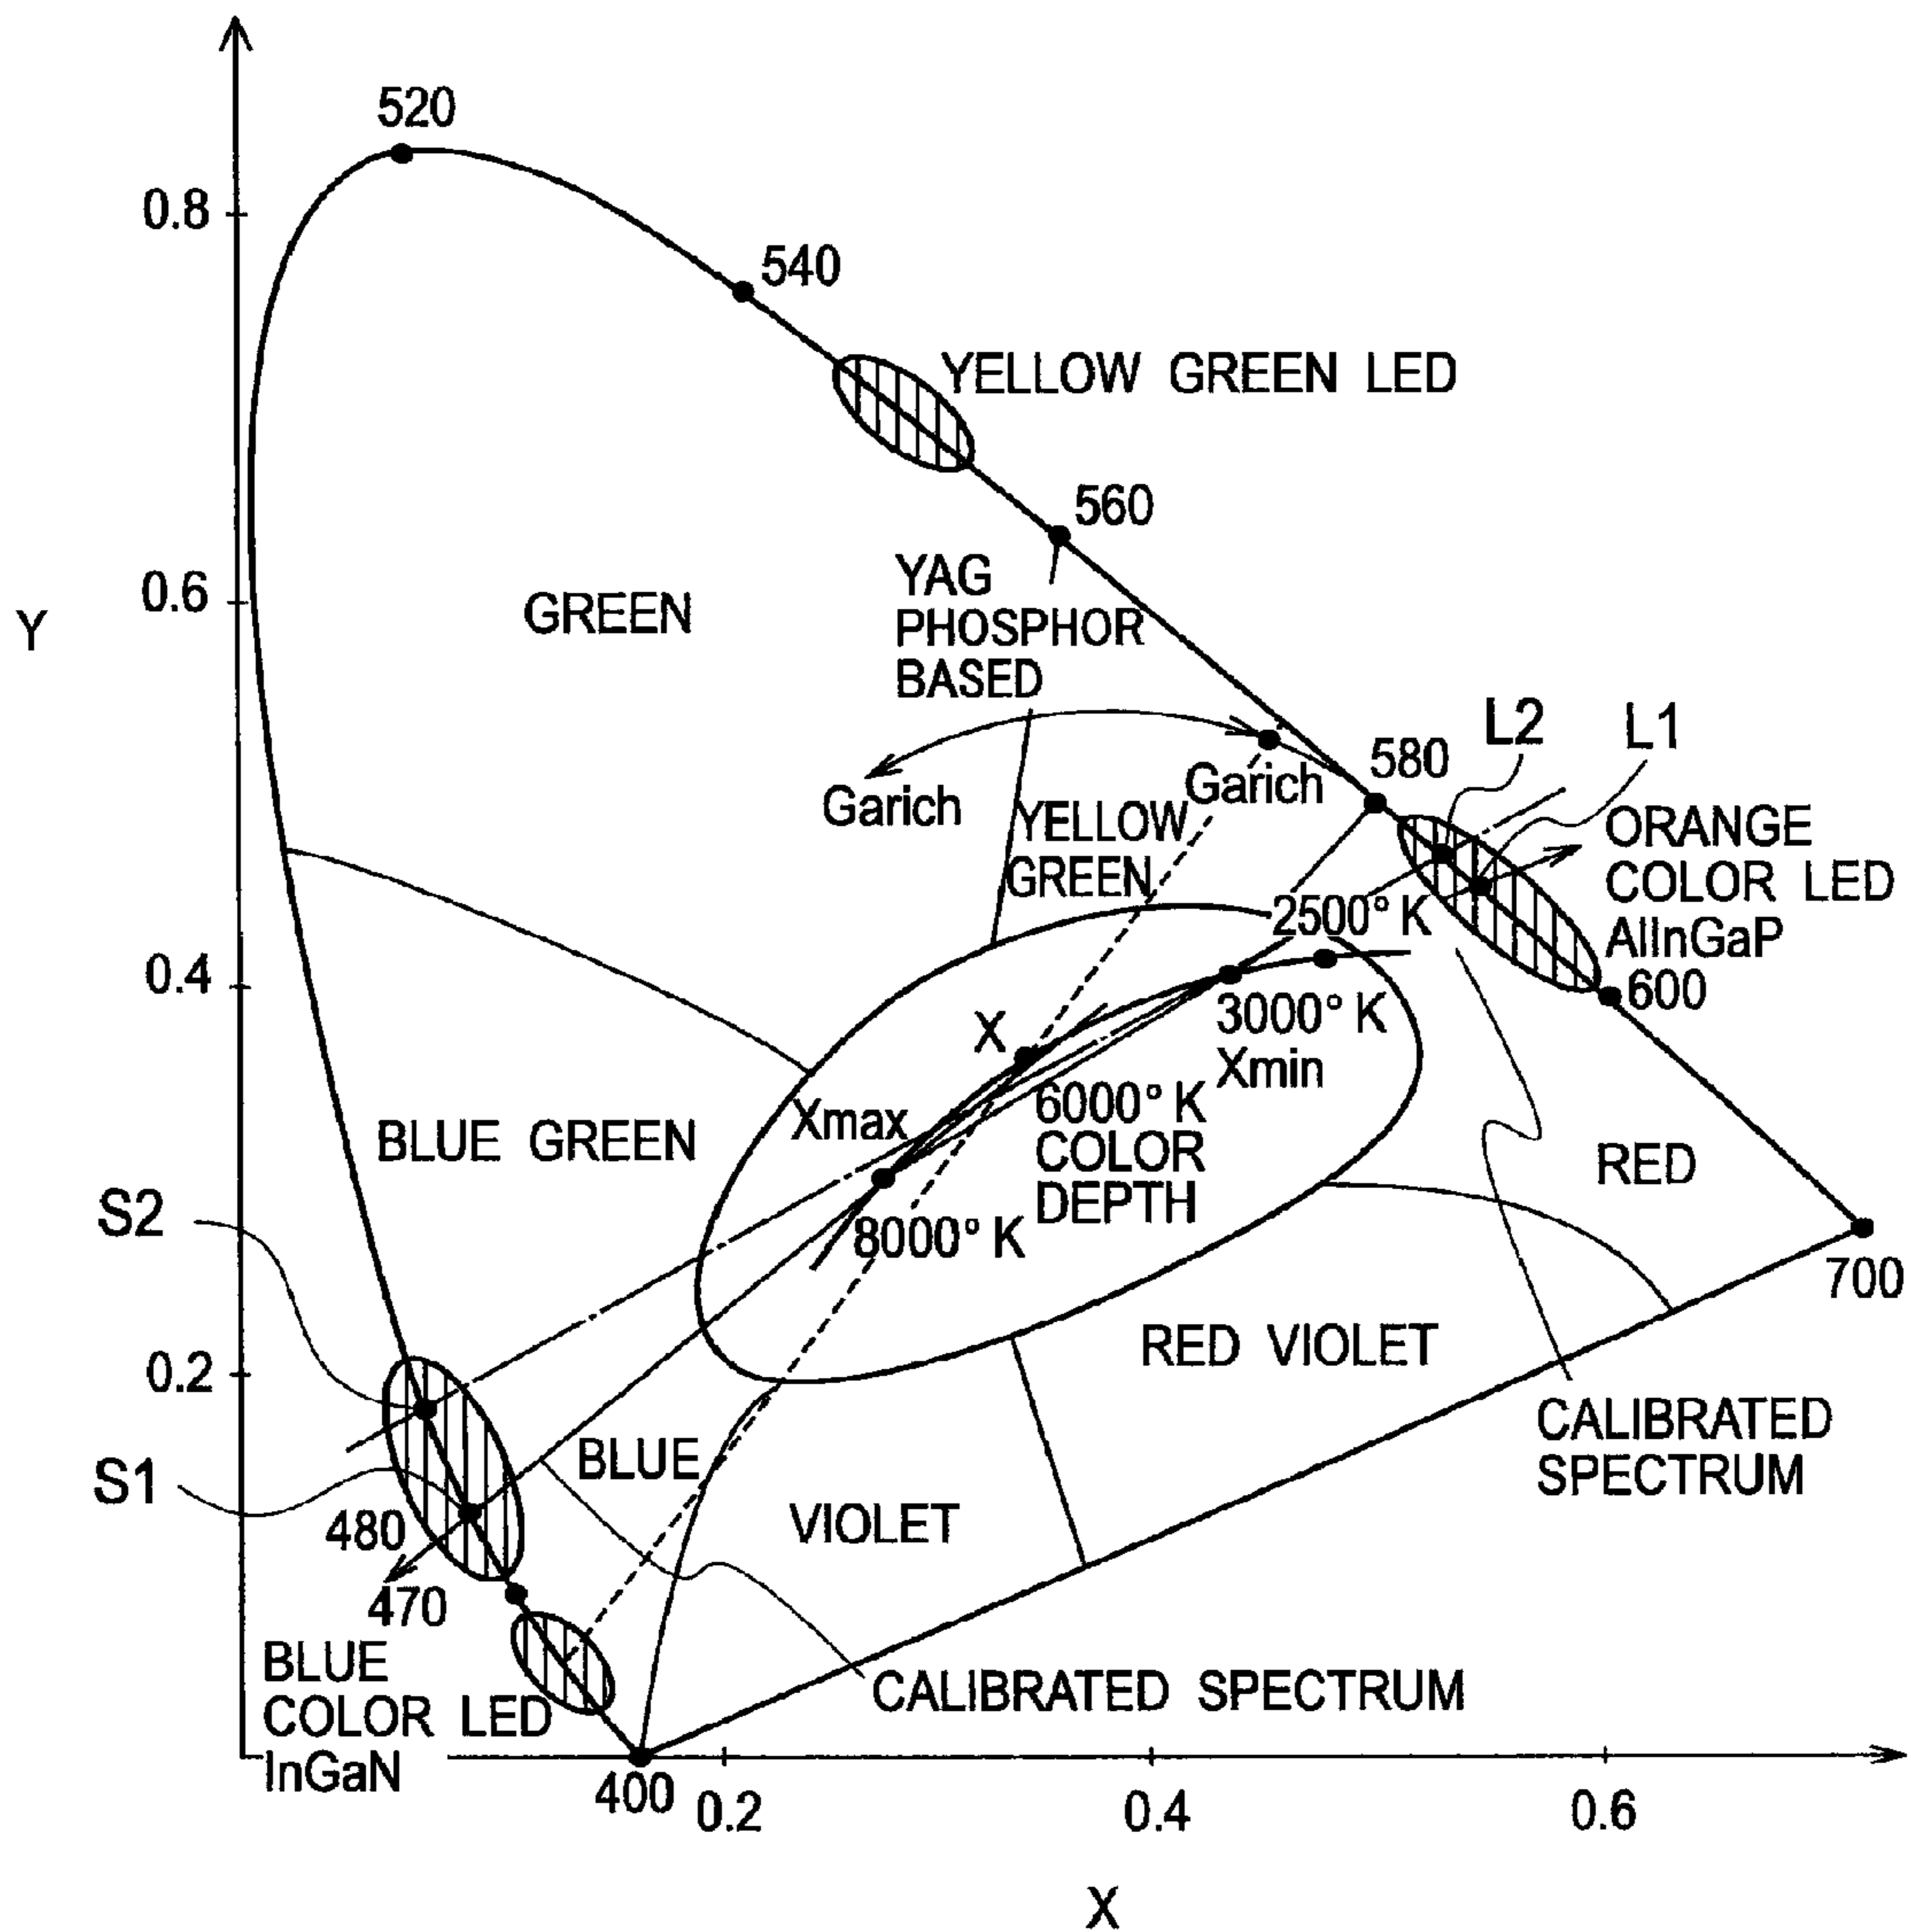 520
0.8
540
YELLOW GREEN LED
560
YAG
PHOSPHOR
BASED
0.6
GREEN
Y
L2
L1
580
Garich
Garich
YELLOW
GREEN
ORANGE
COLOR LED
AlInGaP
2500° K
600
0.4
3000° K
Xmin
X
Xmax
6000° K
COLOR
DEPTH
BLUE GREEN
RED
S2
8000° K
700
RED VIOLET
0.2
CALIBRATED
SPECTRUM
BLUE
S1
VIOLET
480
470
BLUE
COLOR LED
InGaN
CALIBRATED SPECTRUM
400
0.2
0.4
0.6
X